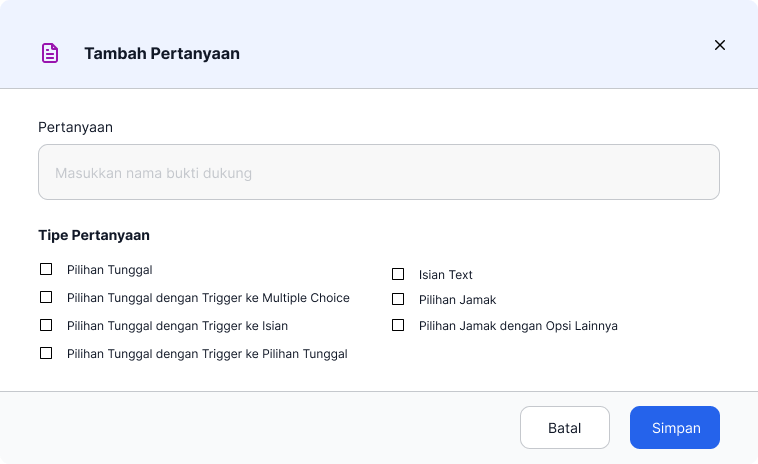 Tambah Pertanyaan
Pertanyaan
Masukkan nama bukti dukung
Tipe Pertanyaan
Pilihan Tunggal
Pilihan Tunggal dengan Trigger ke Multiple Choice
Pilihan Tunggal dengan Trigger ke Isian
Pilihan Tunggal dengan Trigger ke Pilihan Tunggal
Isian Text
Pilihan Jamak
Pilihan Jamak dengan Opsi Lainnya
Batal
Simpan